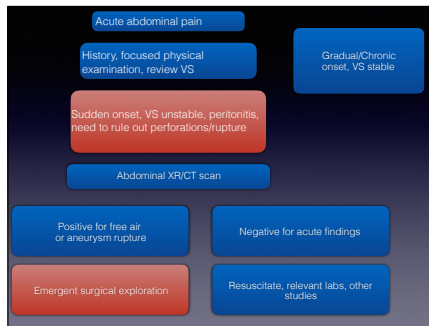 Acute abdominal pain
History, focused physical
examination, review VS
Gradual/Chronic
onset, VS stable
Sudden onset, VS unstable, peritonitis,
need to rule out perforations/rupture
Abdominal XR/CT scan
Positive for free air
or aneurysm rupture
Negative for acute findings
Emergent surgical exploration
Resuscitate, relevant labs, other
studies